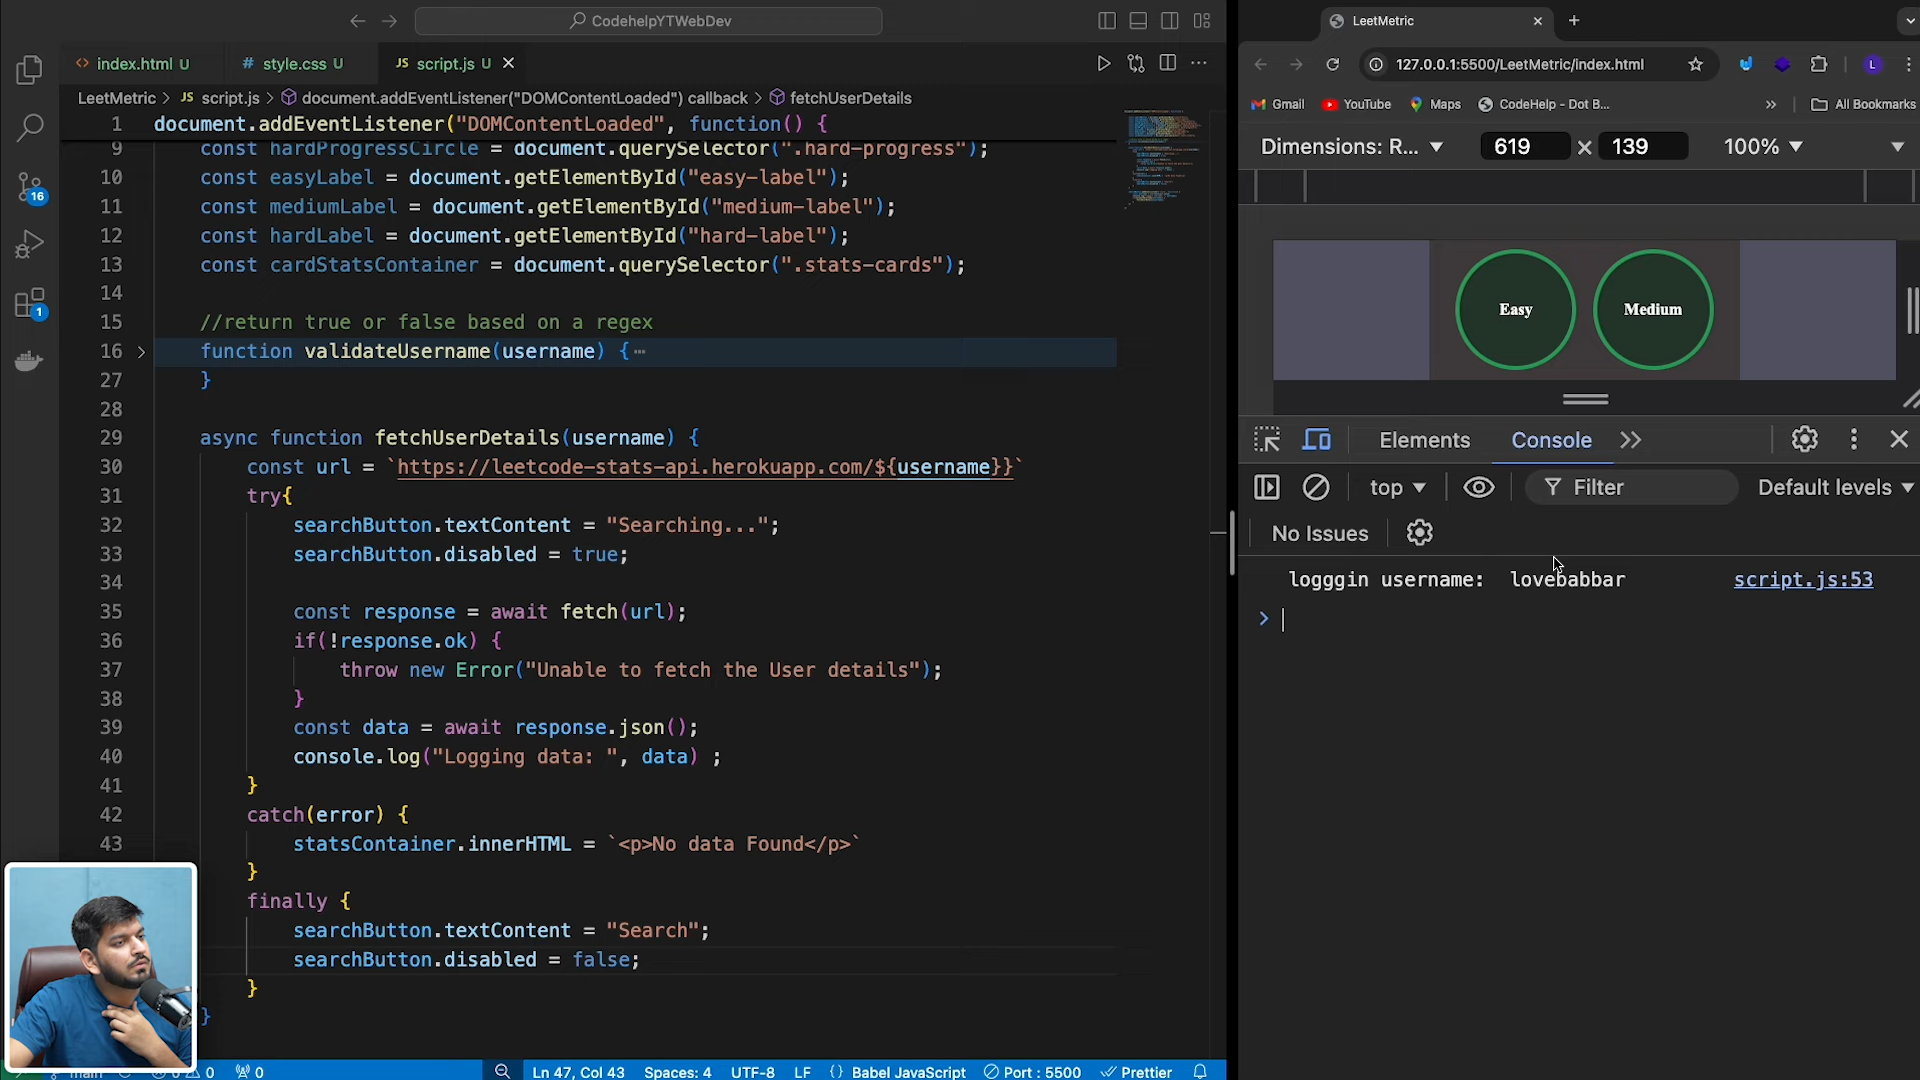 CodehelpYTWebDev
index.html U
# style.css U
JS script.js U
LeetMetric > JS script.js > document.addEventListener("DOMContentLoaded") callback > fetchUserDetails
1 document.addEventListener("DOMContentLoaded", function() {
9 const hardProgressCircle = document.querySelector(".hard-progress");
10 const easyLabel = document.getElementById("easy-label");
11 const mediumLabel = document.getElementById("medium-label");
12 const hardLabel = document.getElementById("hard-label");
13 const cardStatsContainer = document.querySelector(".stats-cards");
14
15 //return true or false based on a regex
16 function validateUsername(username) {⋯
27 }
28
29 async function fetchUserDetails(username) {
30 const url = `https://leetcode-stats-api.herokuapp.com/${username}}`
31 try{
32 searchButton.textContent = "Searching...";
33 searchButton.disabled = true;
34
35 const response = await fetch(url);
36 if(!response.ok) {
37 throw new Error("Unable to fetch the User details");
38 }
39 const data = await response.json();
40 console.log("Logging data: ", data) ;
41 }
42 catch(error) {
43 statsContainer.innerHTML = `<p>No data Found</p>`
}
finally {
searchButton.textContent = "Search";
searchButton.disabled = false;
}
}
16
1
0 0
Ln 47, Col 43 Spaces: 4 UTF-8 LF {} Babel JavaScript Port : 5500 Prettier
LeetMetric
127.0.0.1:5500/LeetMetric/index.html
L
Gmail YouTube Maps CodeHelp - Dot B... » All Bookmarks
Dimensions: R... 619 × 139 100%
Easy
Medium
Elements Console
top Filter Default levels
No Issues
logggin username: lovebabbar script.js:53
>